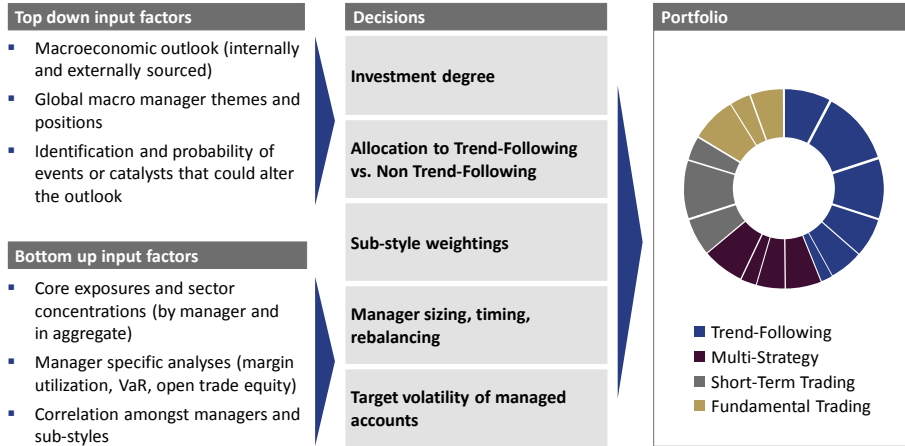 Top down input factors
Macroeconomic outlook (internally
and externally sourced)
Global macro manager themes and
positions
Identification and probability of
events or catalysts that could alter
the outlook
Bottom up input factors
Core exposures and sector
concentrations (by manager and
in aggregate)
Manager specific analyses (margin
utilization, VaR, open trade equity)
Correlation amongst managers and
sub-styles
Decisions
Investment degree
Allocation to Trend-Following
vs. Non Trend-Following
Sub-style weightings
Manager sizing, timing,
rebalancing
Target volatility of managed
accounts
Portfolio
Trend-Following
Multi-Strategy
Short-Term Trading
Fundamental Trading